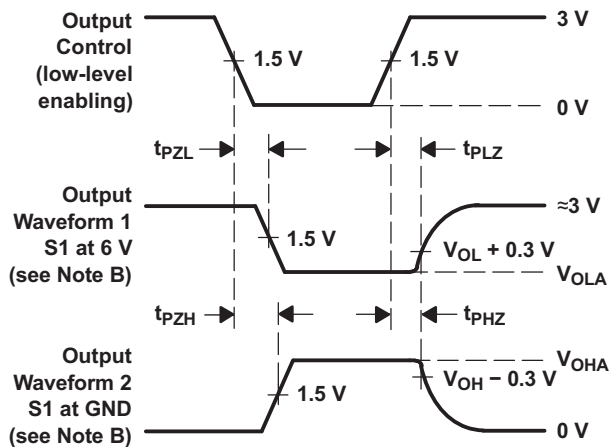 Output
Control
(low-level
enabling)
3 V
1.5 V
1.5 V
0 V
tPZL
tPLZ
Output
Waveform 1
S1 at 6 V
(see Note B)
≈3 V
1.5 V
VOL + 0.3 V
VOLA
tPZH
tPHZ
Output
Waveform 2
S1 at GND
(see Note B)
VOHA
1.5 V
VOH − 0.3 V
0 V